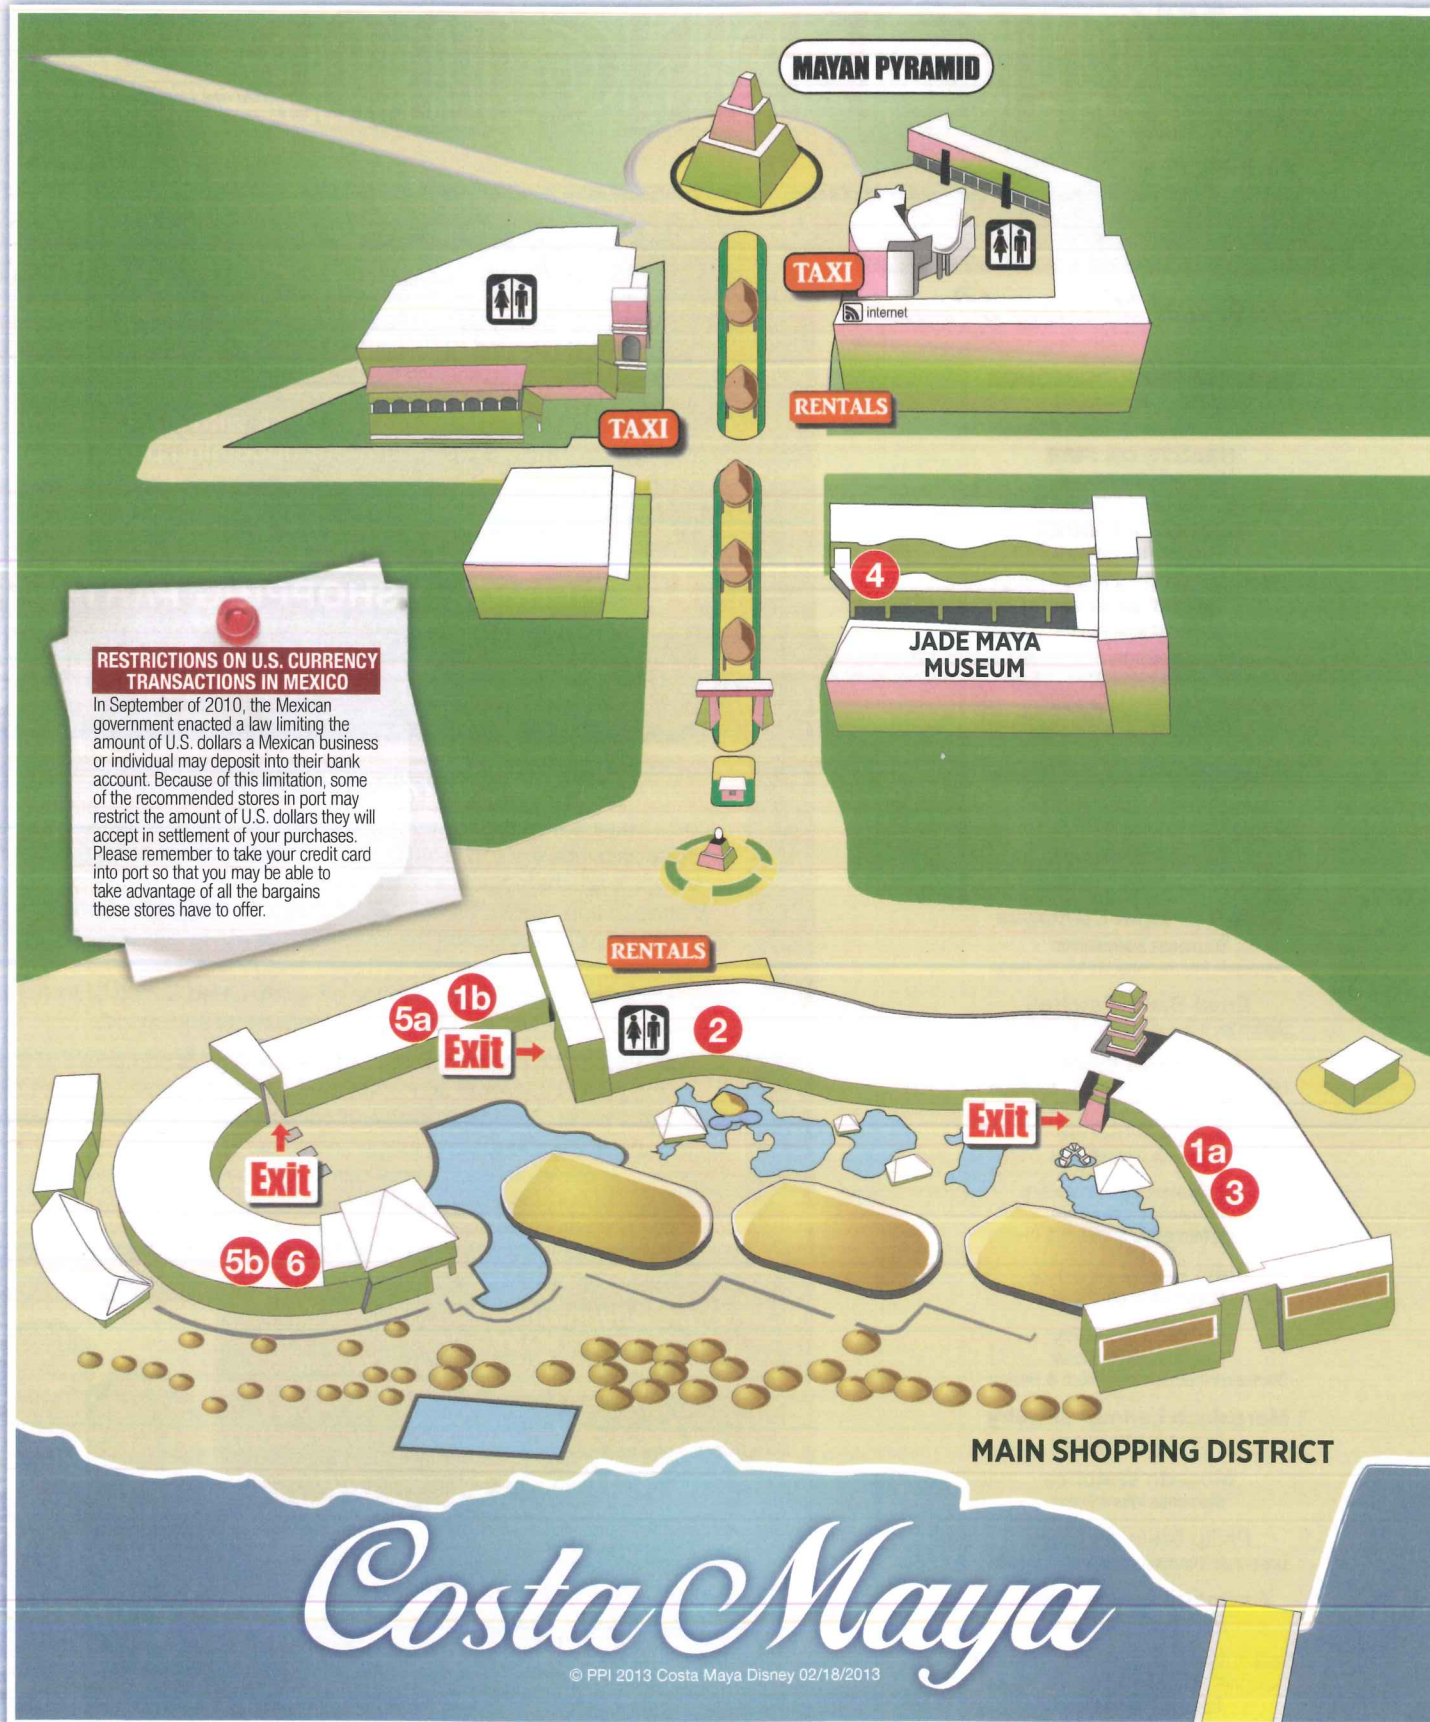 MAYAN PYRAMID
TAXI
internet
RENTALS
TAXI
4
JADE MAYA
MUSEUM
RESTRICTIONS ON U.S. CURRENCY
TRANSACTIONS IN MEXICO
In September of 2010, the Mexican
government enacted a law limiting the
amount of U.S. dollars a Mexican business
or individual may deposit into their bank
account. Because of this limitation, some
of the recommended stores in port may
restrict the amount of U.S. dollars they will
accept in settlement of your purchases.
Please remember to take your credit card
into port so that you may be able to
take advantage of all the bargains
these stores have to offer.
RENTALS
1b
5a
2
Exit
Exit
1a
3
Exit
5b 6
MAIN SHOPPING DISTRICT
Costa Maya
© PPI 2013 Costa Maya Disney 02/18/2013